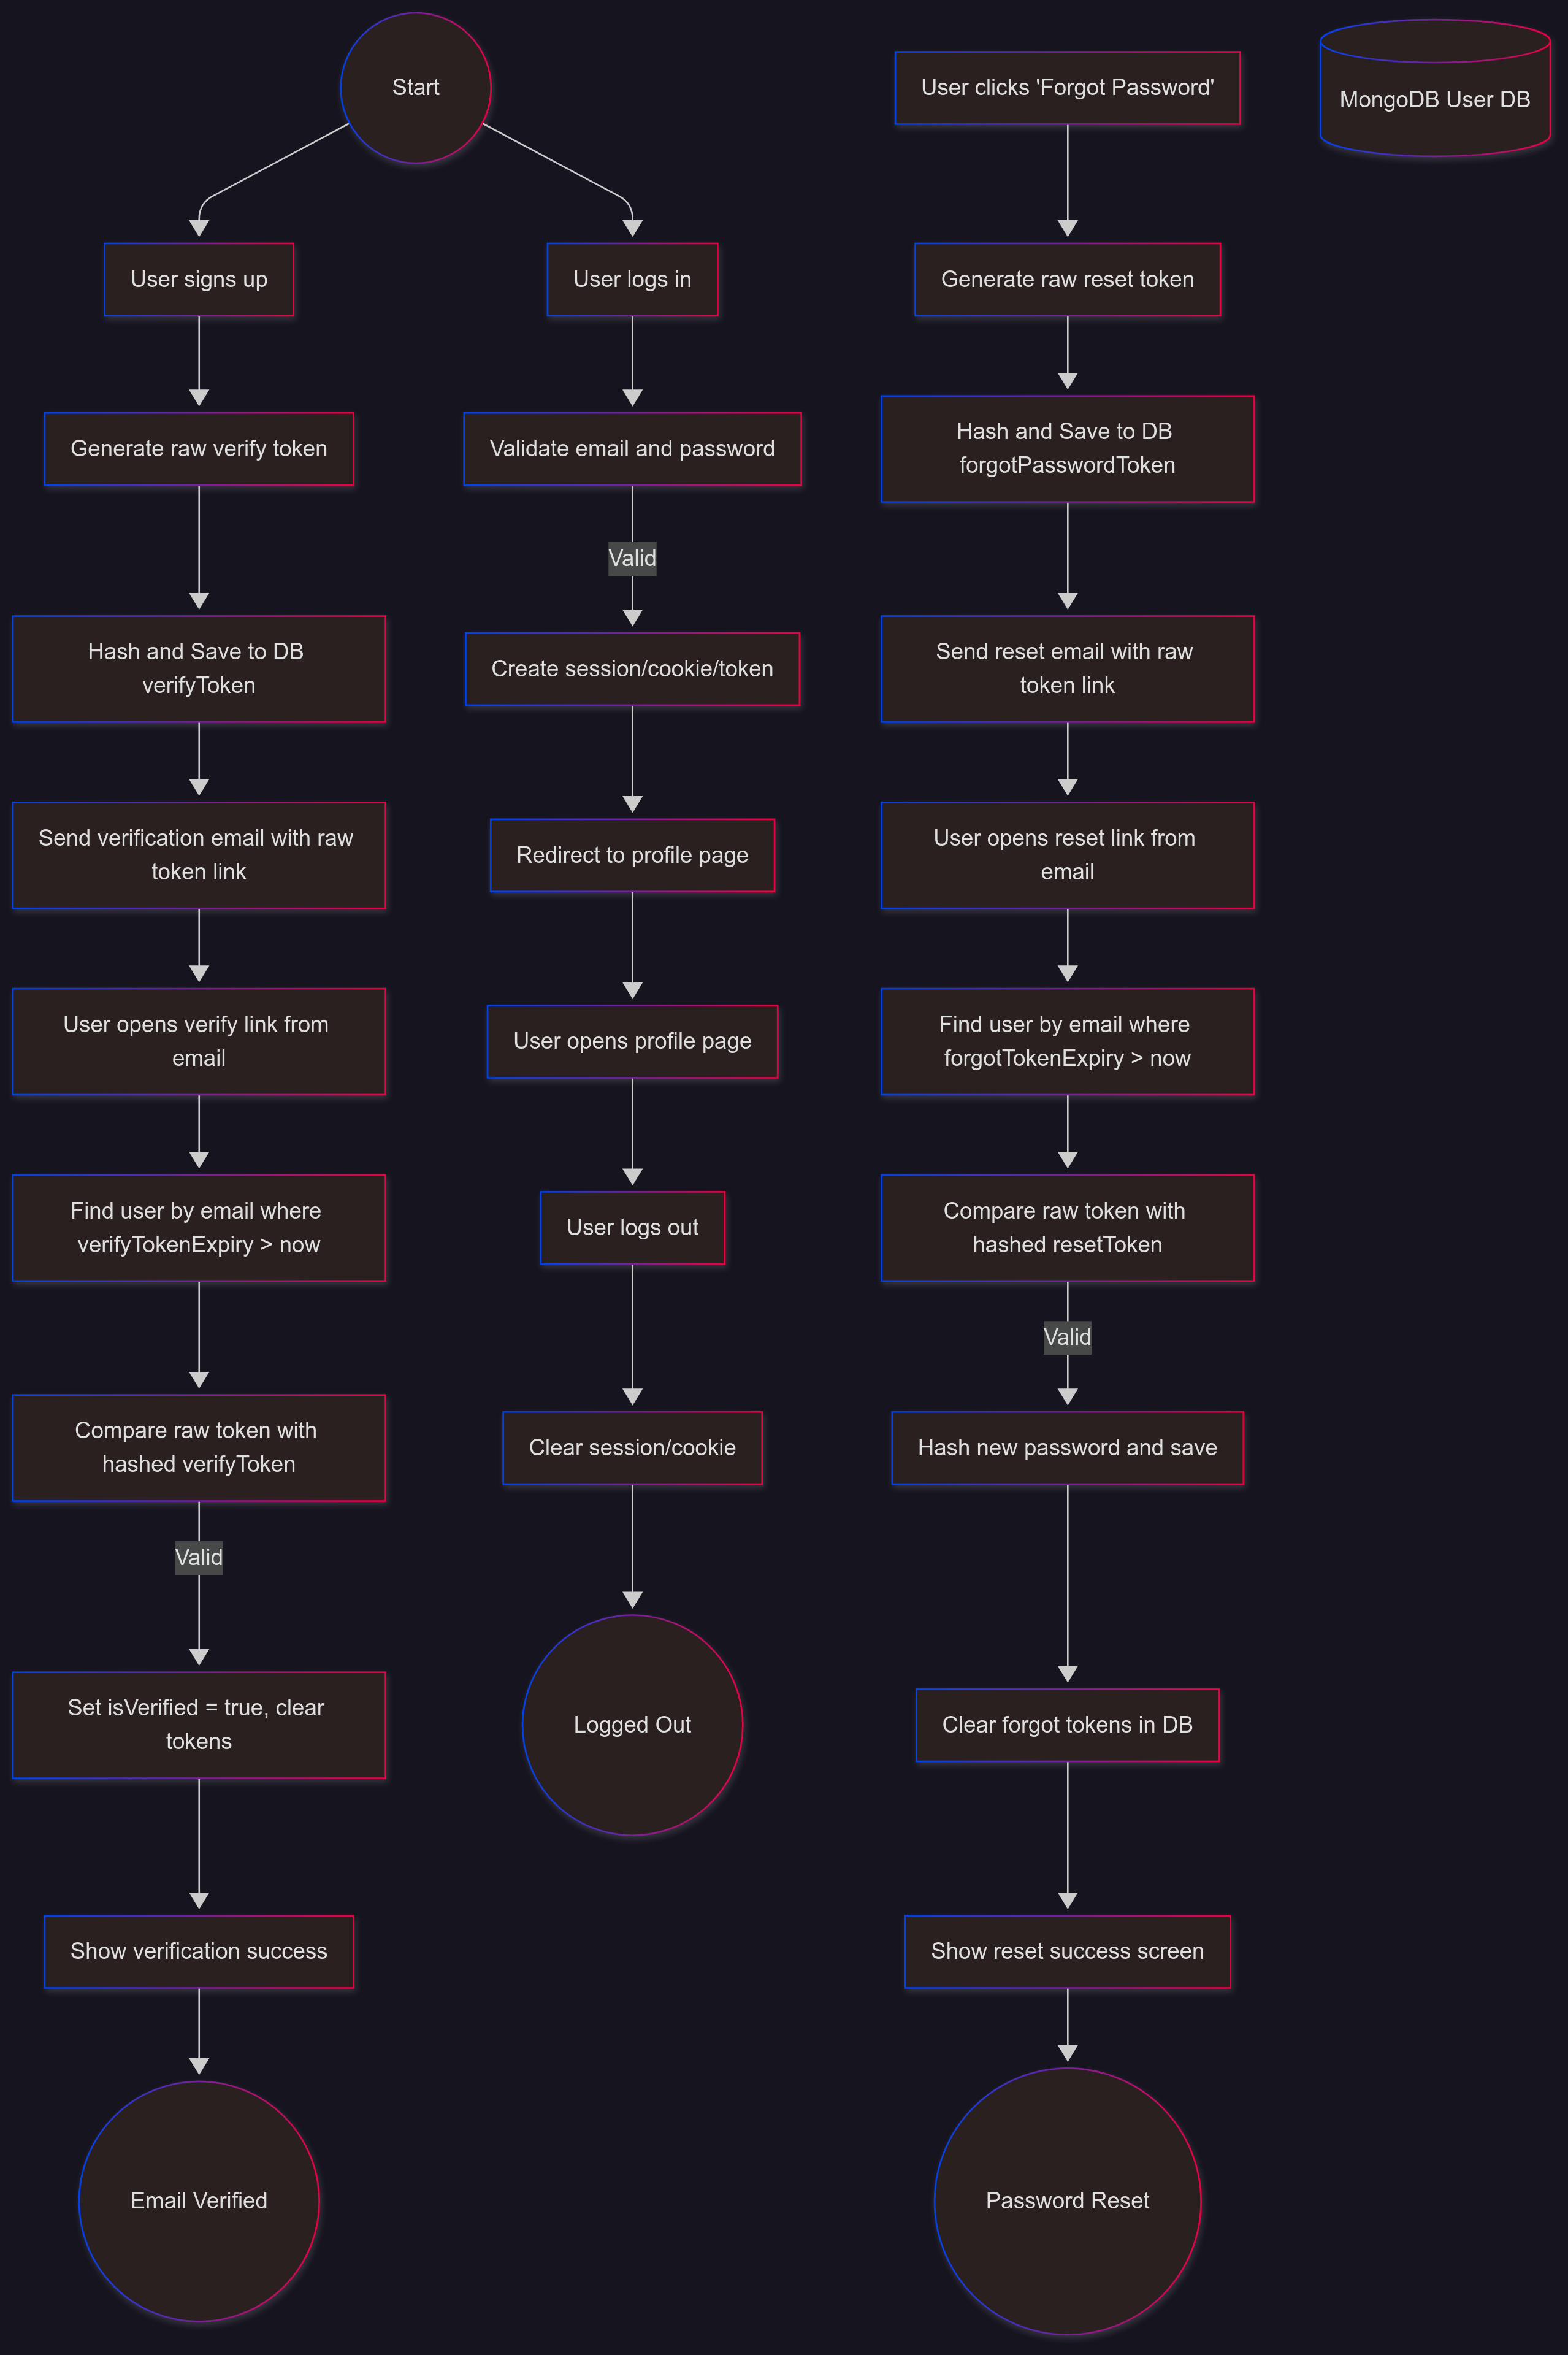 Start
User signs up
Generate raw verify token
Hash and Save to DB
verifyToken
Send verification email with raw
token link
User opens verify link from
email
Find user by email where
verifyTokenExpiry > now
Compare raw token with
hashed verifyToken
Valid
Set isVerified = true, clear
tokens
Show verification success
Email Verified
User logs in
Validate email and password
Valid
Create session/cookie/token
Redirect to profile page
User opens profile page
User logs out
Clear session/cookie
Logged Out
User clicks 'Forgot Password'
Generate raw reset token
Hash and Save to DB
forgotPasswordToken
Send reset email with raw
token link
User opens reset link from
email
Find user by email where
forgotTokenExpiry > now
Compare raw token with
hashed resetToken
Valid
Hash new password and save
Clear forgot tokens in DB
Show reset success screen
Password Reset
MongoDB User DB